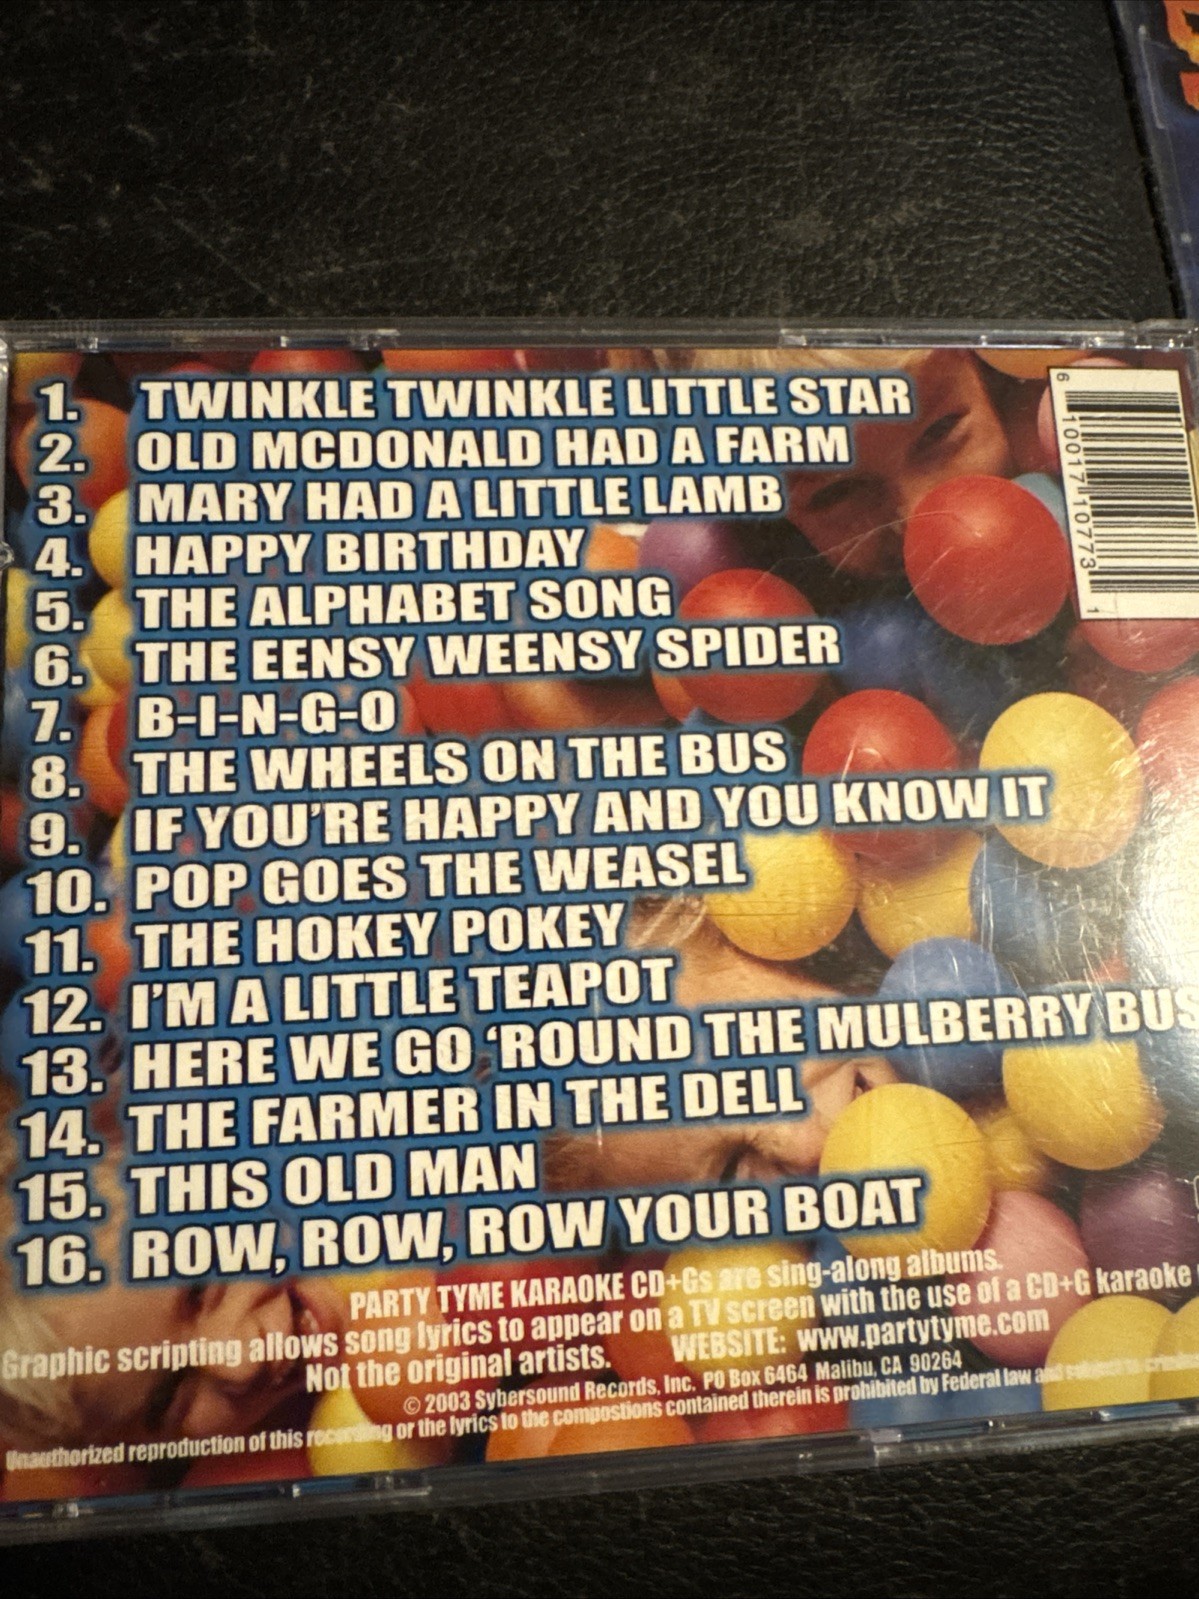 1. TWINKLE TWINKLE LITTLE STAR
2. OLD MCDONALD HAD A FARM
3. MARY HAD A LITTLE LAMB
4. HAPPY BIRTHDAY
5. THE ALPHABET SONG
6. THE EENSY WEENSY SPIDER
7. B-I-N-G-O
8. THE WHEELS ON THE BUS
9. IF YOU'RE HAPPY AND YOU KNOW IT
10. POP GOES THE WEASEL
11. THE HOKEY POKEY
12. I'M A LITTLE TEAPOT
13. HERE WE GO 'ROUND THE MULBERRY BUS
14. THE FARMER IN THE DELL
15. THIS OLD MAN
16. ROW, ROW, ROW YOUR BOAT
6 10017 10773 1
PARTY TYME KARAOKE CD+Gs are sing-along albums.
Graphic scripting allows song lyrics to appear on a TV screen with the use of a CD+G karaoke
Not the original artists. WEBSITE: www.partytyme.com
© 2003 Sybersound Records, Inc. PO Box 6464 Malibu, CA 90264
Unauthorized reproduction of this recording or the lyrics to the compostions contained therein is prohibited by Federal law and subject to